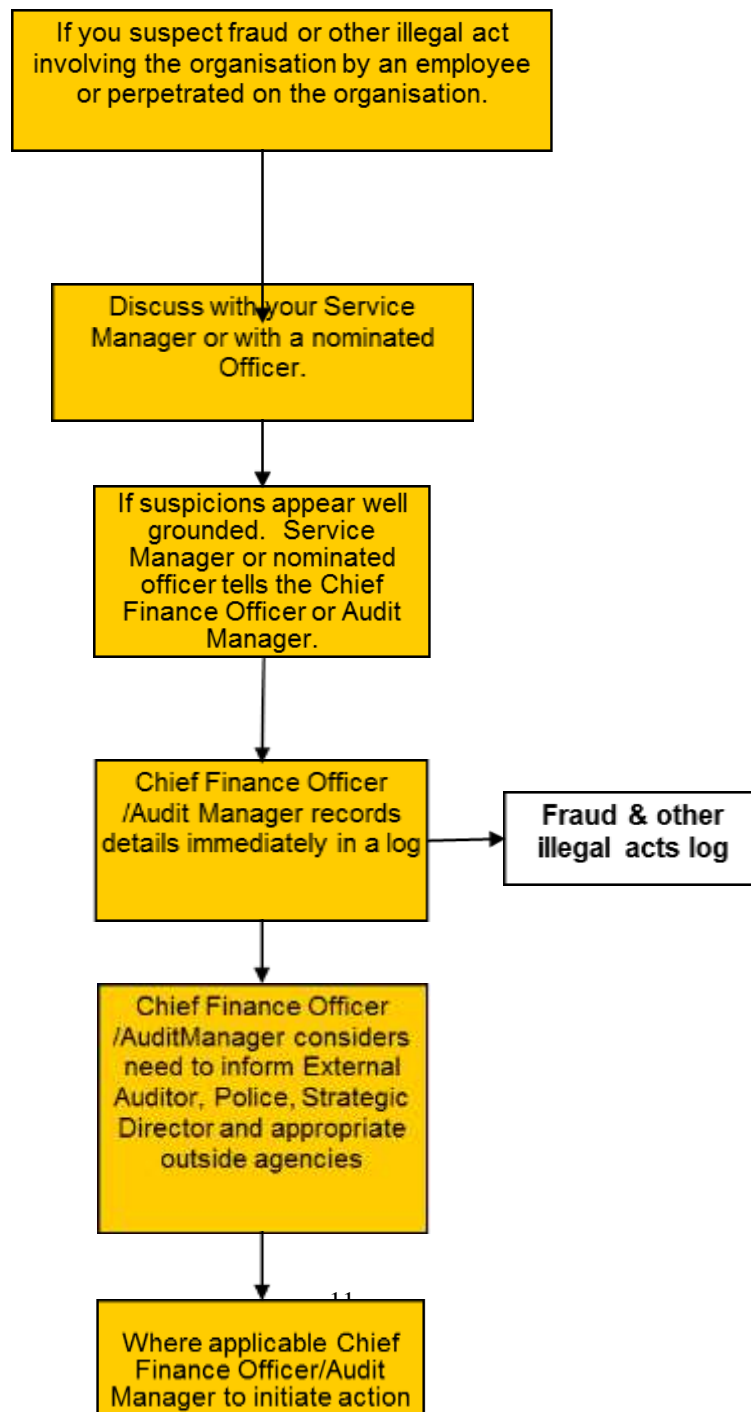 If you suspect fraud or other illegal act
involving the organisation by an employee
or perpetrated on the organisation.
Discuss with your Service
Manager or with a nominated
Officer.
If suspicions appear well
grounded. Service
Manager or nominated
officer tells the Chief
Finance Officer or Audit
Manager.
Chief Finance Officer
/Audit Manager records
details immediately in a log
Fraud & other
illegal acts log
Chief Finance Officer
/AuditManager considers
need to inform External
Auditor, Police, Strategic
Director and appropriate
outside agencies
11
Where applicable Chief
Finance Officer/Audit
Manager to initiate action